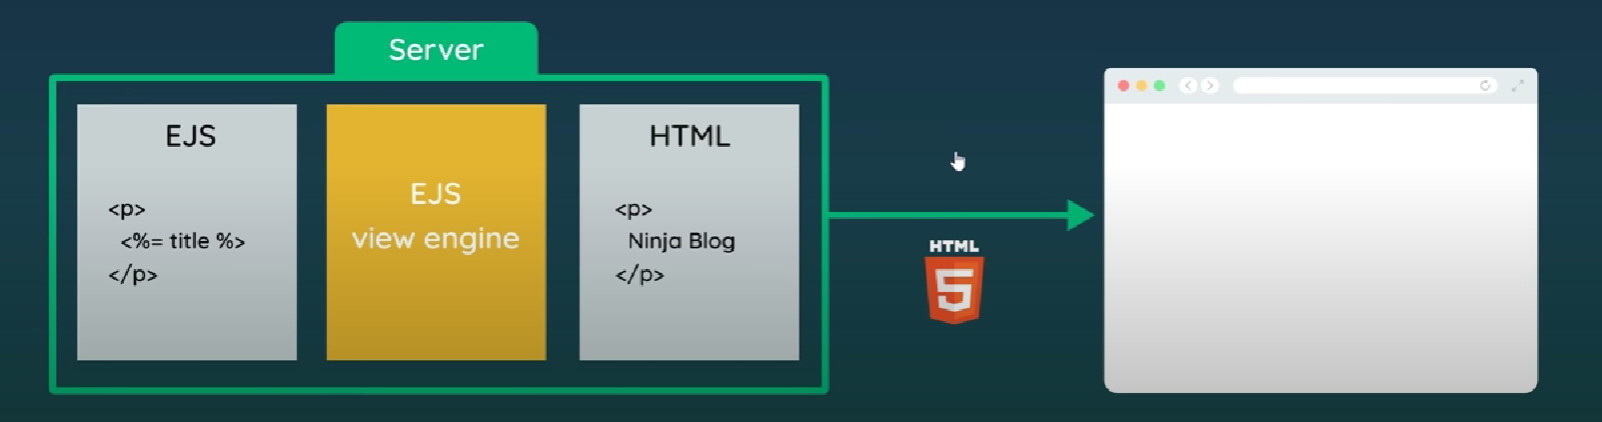 Server
EJS
<p>
<%= title %>
</p>
EJS
view engine
HTML
<p>
Ninja Blog
</p>
HTML
5